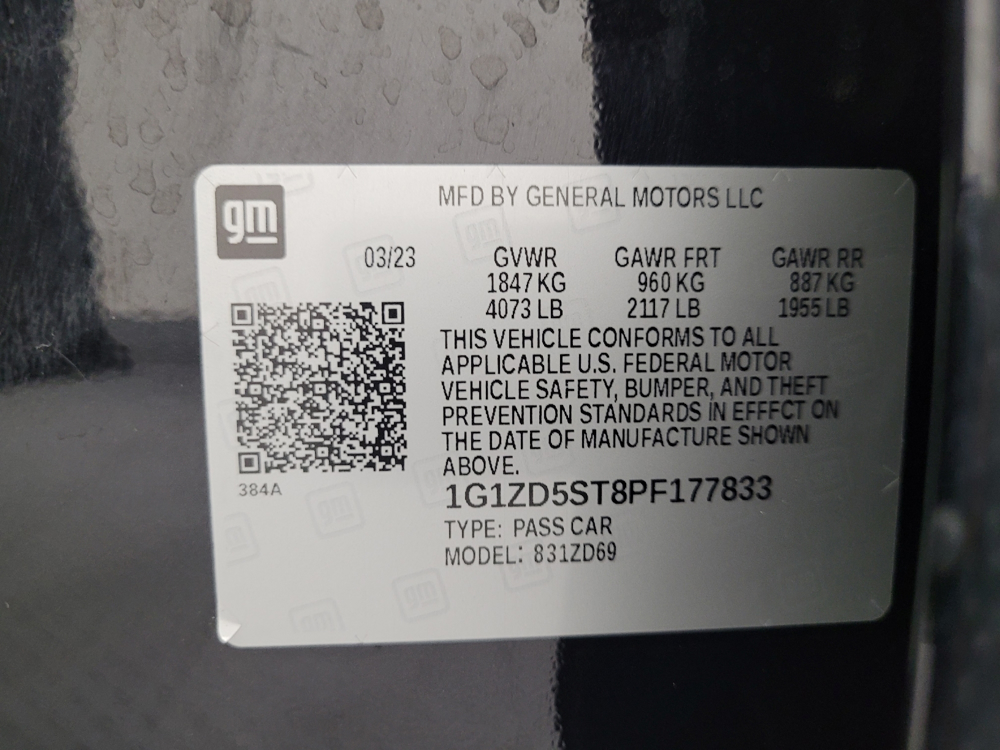 MFD BY GENERAL MOTORS LLC
gm
03/23 GVWR GAWR FRT GAWR RR
1847 KG 960 KG 887 KG
4073 LB 2117 LB 1955 LB
THIS VEHICLE CONFORMS TO ALL
APPLICABLE U.S. FEDERAL MOTOR
VEHICLE SAFETY, BUMPER, AND THEFT
PREVENTION STANDARDS IN EFFFCT ON
THE DATE OF MANUFACTURE SHOWN
ABOVE.
384A
1G1ZD5ST8PF177833
TYPE: PASS CAR
MODEL: 831ZD69